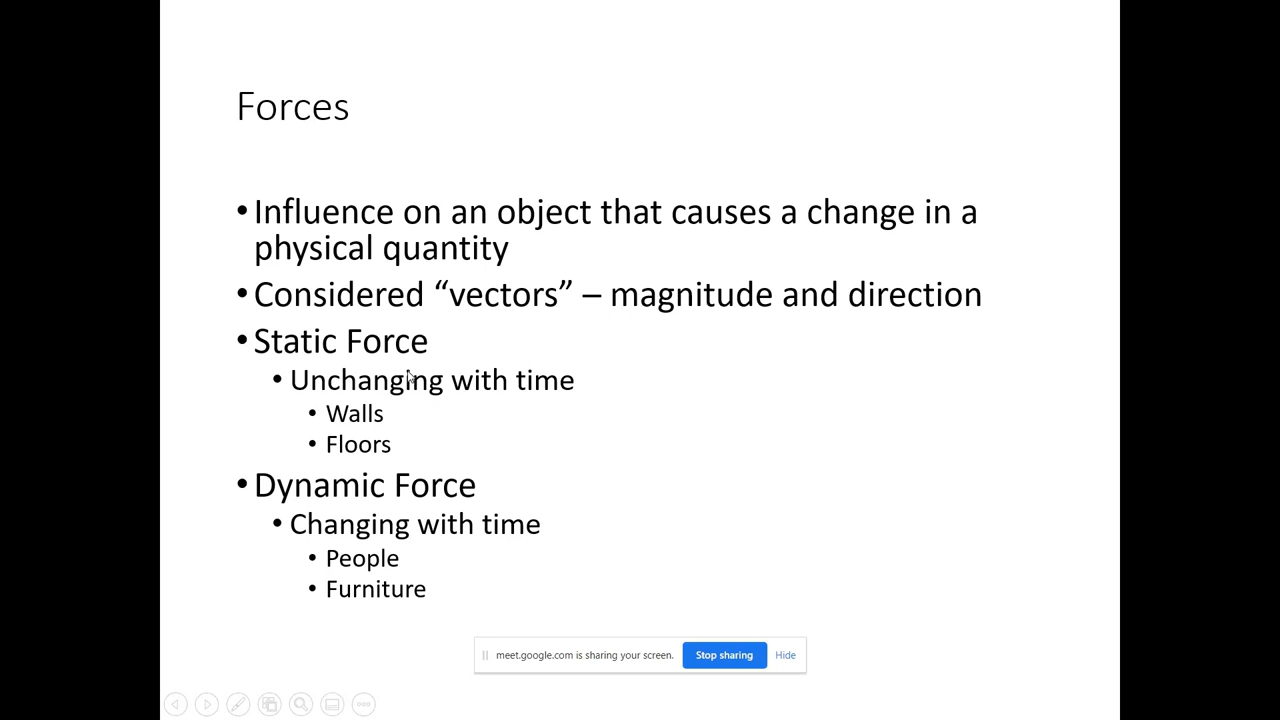 Forces
•Influence on an object that causes a change in a
physical quantity
•Considered “vectors” – magnitude and direction
•Static Force
• Unchanging with time
• Walls
• Floors
•Dynamic Force
• Changing with time
• People
• Furniture
meet.google.com is sharing your screen. Stop sharing Hide